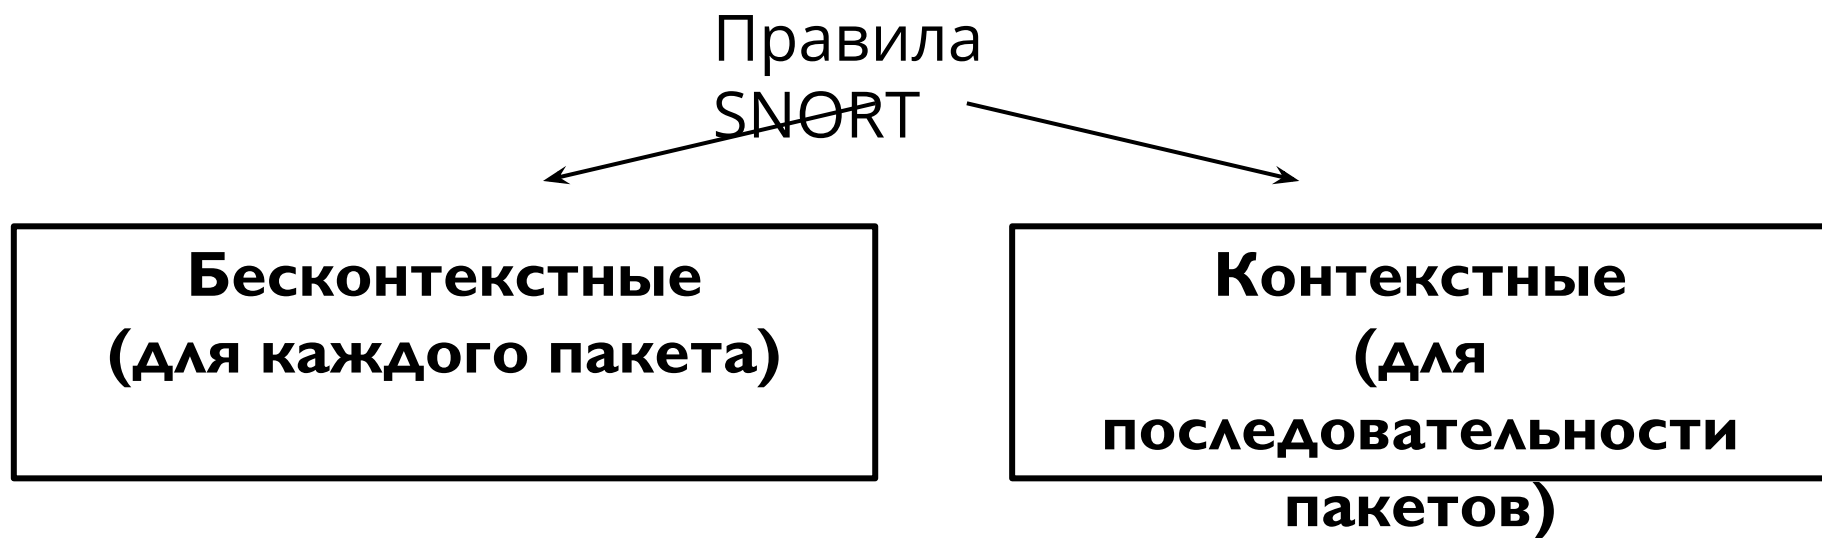 Правила
SNORT
Бесконтекстные
(для каждого пакета)
Контекстные
(для
последовательности
пакетов)